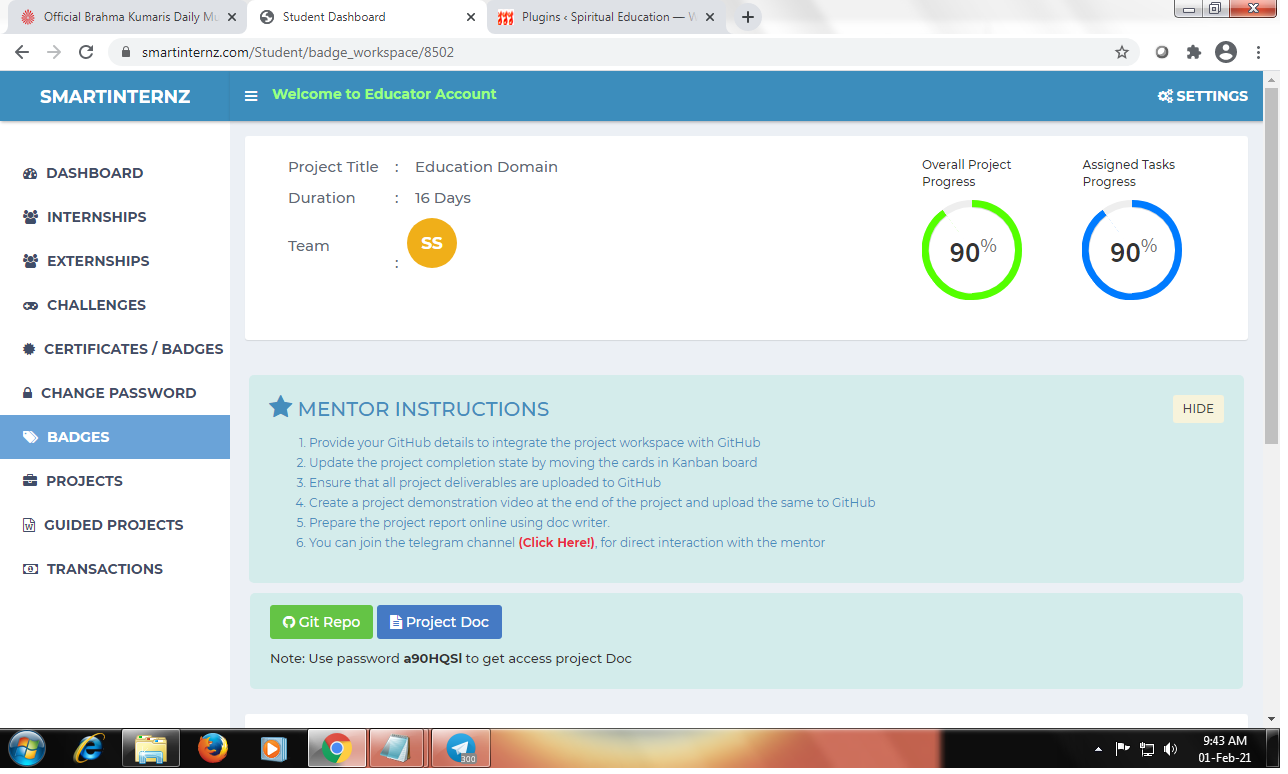 Official Brahma Kumaris Daily Mu
Student Dashboard
Plugins ‹ Spiritual Education — W
smartinternz.com/Student/badge_workspace/8502
SMARTINTERNZ
Welcome to Educator Account
SETTINGS
DASHBOARD
INTERNSHIPS
EXTERNSHIPS
CHALLENGES
CERTIFICATES / BADGES
CHANGE PASSWORD
BADGES
PROJECTS
GUIDED PROJECTS
TRANSACTIONS
Project Title : Education Domain
Duration : 16 Days
Team : SS
Overall Project
Progress
90%
Assigned Tasks
Progress
90%
MENTOR INSTRUCTIONS
HIDE
1. Provide your GitHub details to integrate the project workspace with GitHub
2. Update the project completion state by moving the cards in Kanban board
3. Ensure that all project deliverables are uploaded to GitHub
4. Create a project demonstration video at the end of the project and upload the same to GitHub
5. Prepare the project report online using doc writer.
6. You can join the telegram channel (Click Here!), for direct interaction with the mentor
Git Repo
Project Doc
Note: Use password a90HQSl to get access project Doc
300
9:43 AM
01-Feb-21